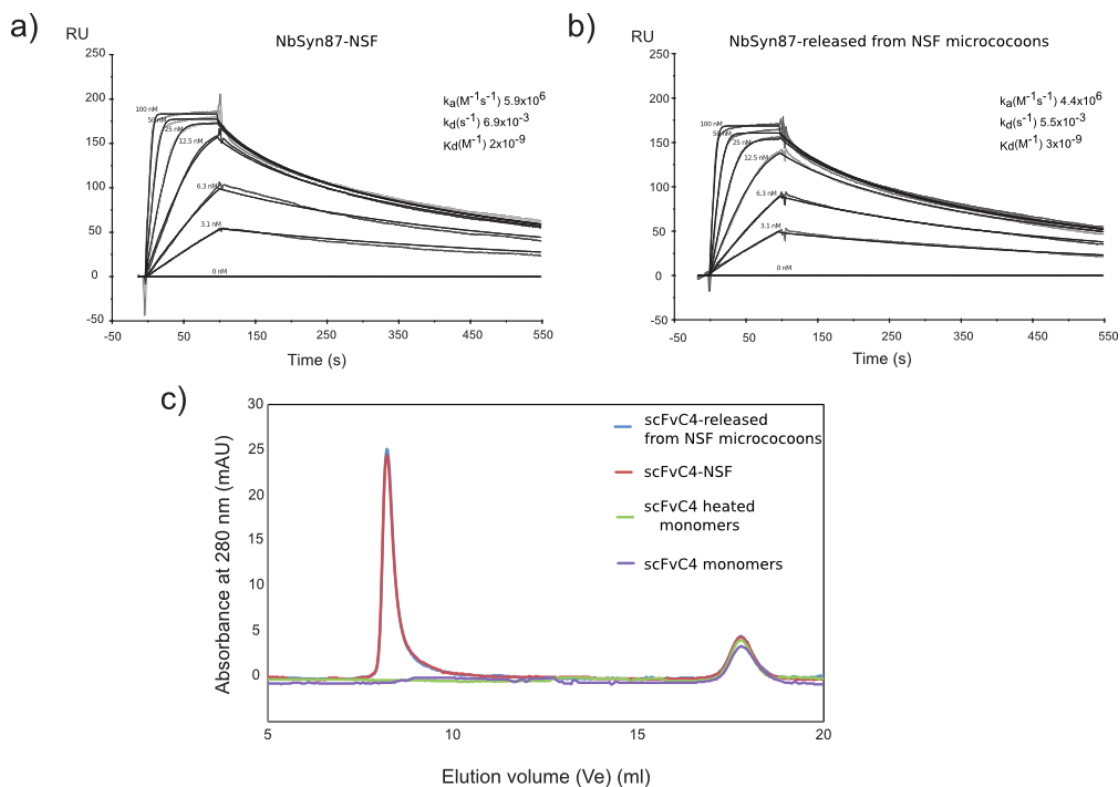 a)
RU
NbSyn87-NSF
250
200
150
100
50
0
-50
100 nM
50 nM
25 nM
12.5 nM
6.3 nM
3.1 nM
0 nM
ka(M⁻¹s⁻¹) 5.9x10⁶
kd(s⁻¹) 6.9x10⁻³
Kd(M⁻¹) 2x10⁻⁹
-50 50 150 250 350 450 550
Time (s)
b)
RU
NbSyn87-released from NSF micrococoons
250
200
150
100
50
0
-50
100 nM
50 nM
25 nM
12.5 nM
6.3 nM
3.1 nM
0 nM
ka(M⁻¹s⁻¹) 4.4x10⁶
kd(s⁻¹) 5.5x10⁻³
Kd(M⁻¹) 3x10⁻⁹
-50 50 150 250 350 450 550
Time (s)
c)
Absorbance at 280 nm (mAU)
30
25
20
15
10
5
0
scFvC4-released
from NSF micrococoons
scFvC4-NSF
scFvC4 heated
monomers
scFvC4 monomers
5 10 15 20
Elution volume (Ve) (ml)